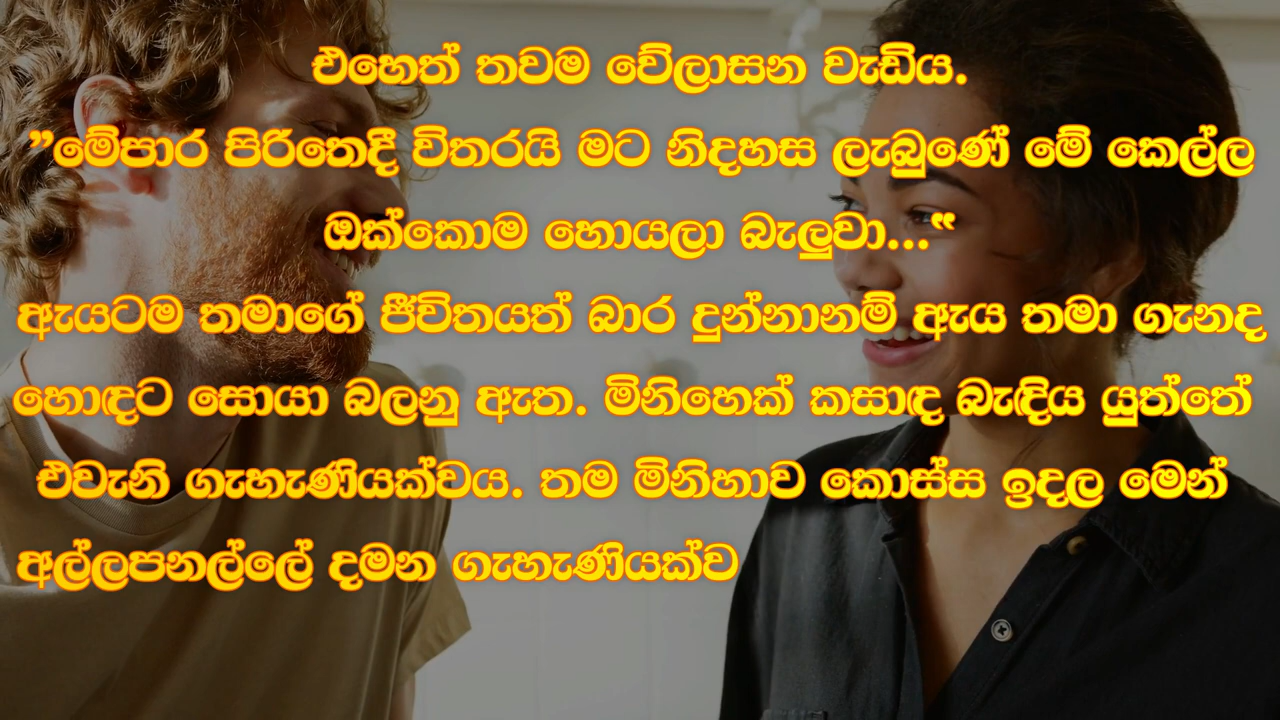 එහෙත් තවම වේලාසන වැඩිය.
”මේපාර පිරිතෙදී විතරයි මට නිදහස ලැබුණේ මේ කෙල්ල
ඔක්කොම හොයලා බැලුවා...“
ඇයටම තමාගේ ජීවිතයත් බාර දුන්නානම් ඇය තමා ගැනද
හොඳට සොයා බලනු ඇත. මිනිහෙක් කසාඳ බැඳිය යුත්තේ
එවැනි ගැහැණියක්වය. තම මිනිහාව කොස්ස ඉදල මෙන්
අල්ලපනල්ලේ දමන ගැහැණියක්ව